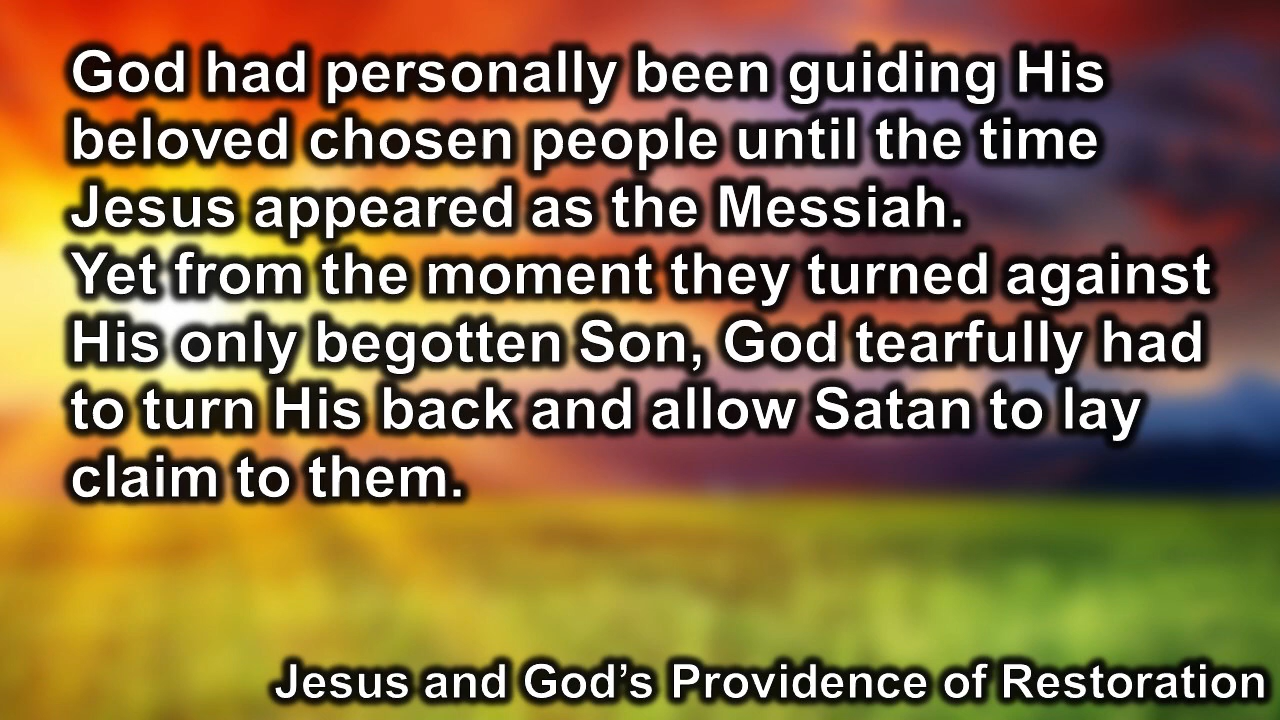 God had personally been guiding His
beloved chosen people until the time
Jesus appeared as the Messiah.
Yet from the moment they turned against
His only begotten Son, God tearfully had
to turn His back and allow Satan to lay
claim to them.
Jesus and God’s Providence of Restoration